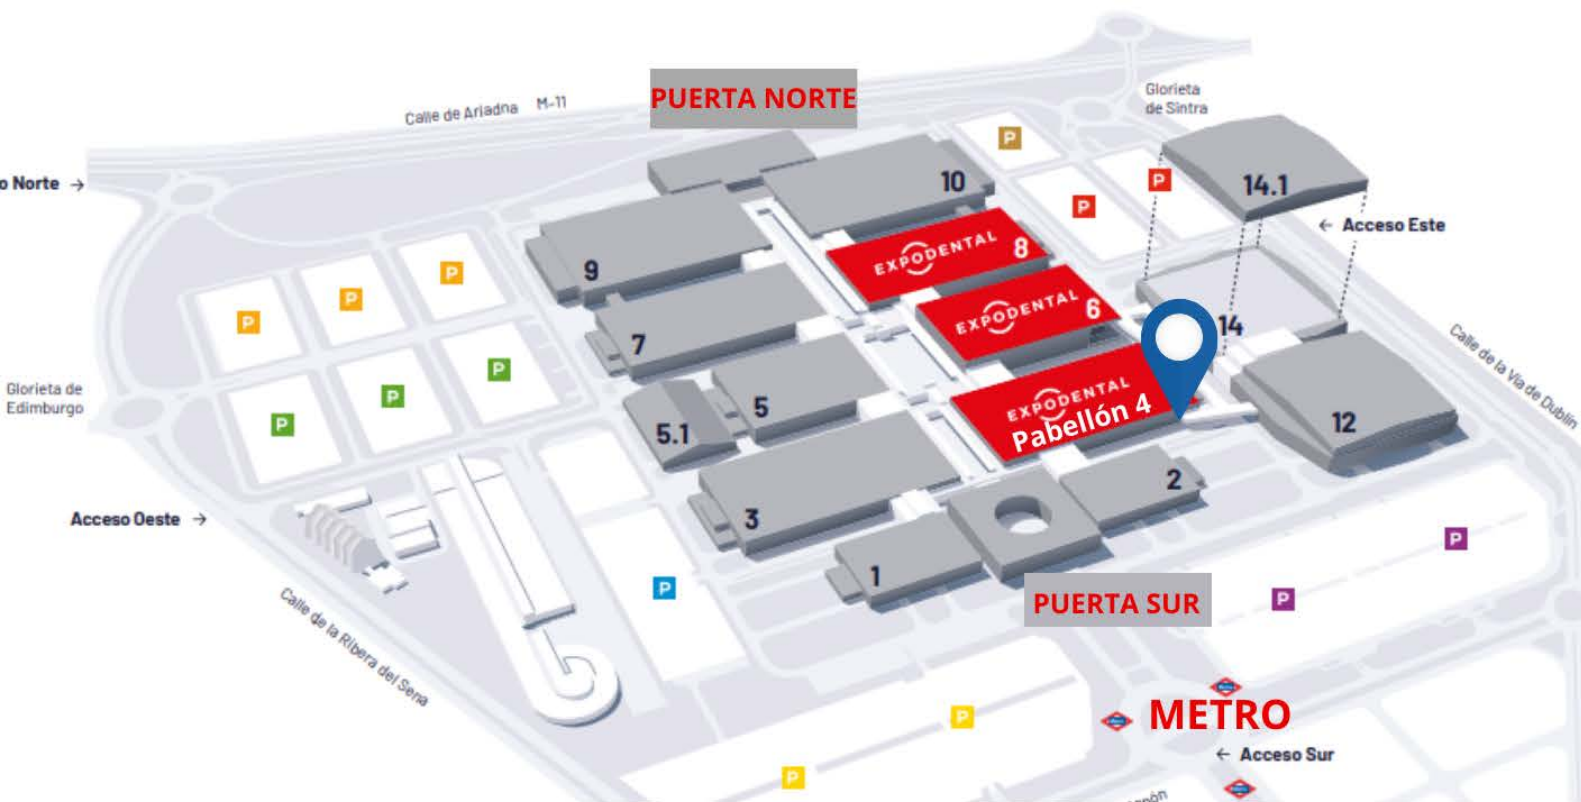 PUERTA NORTE
Calle de Ariadna M-11
Glorieta
de Sintra
o Norte →
10
14.1
← Acceso Este
EXPODENTAL 8
9
P
P
P
P
P
P
EXPODENTAL 6
14
7
P
P
P
Calle de la Vía de Dublín
Glorieta de
Edimburgo
EXPODENTAL
Pabellón 4
5
5.1
12
2
3
Acceso Oeste →
P
P
1
P
P
PUERTA SUR
Calle de la Ribera del Sena
METRO
P
← Acceso Sur
P